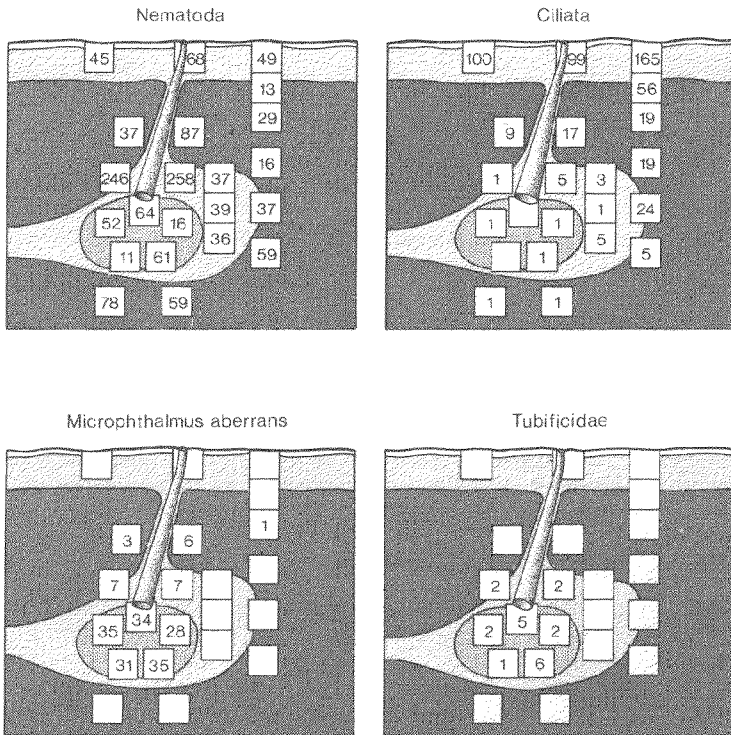 Nematoda
45 68 49
13
29
37 87
16
246 258 37
52 64 16 39 37
36
11 61 59
78 59
Ciliata
100 99 165
56
19
9 17
19
1 5 3
1 1 1 24
5
1 5
1 1
Microphthalmus aberrans
1
3 6
7 7
34
35 28
31 35
Tubificidae
2 2
5
2 2
1 6